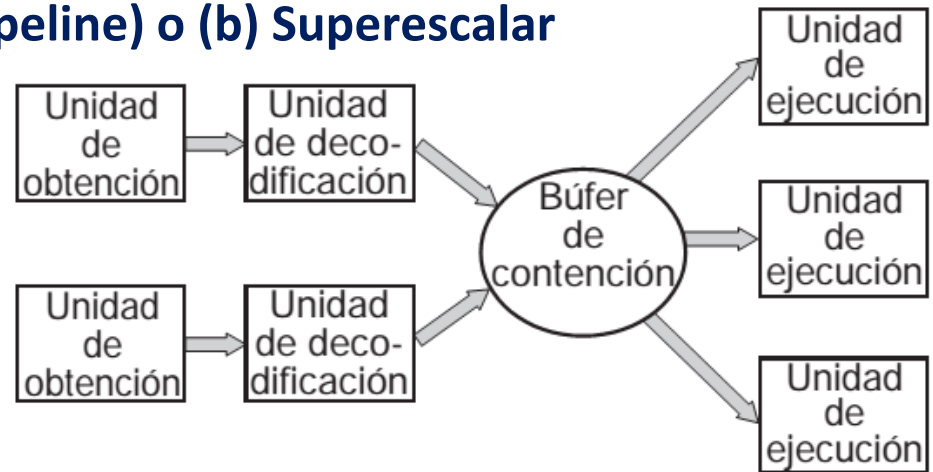 peline) o (b) Superescalar
Unidad
de
obtención
Unidad
de deco-
dificación
Unidad
de
obtención
Unidad
de deco-
dificación
Búfer
de
contención
Unidad
de
ejecución
Unidad
de
ejecución
Unidad
de
ejecución